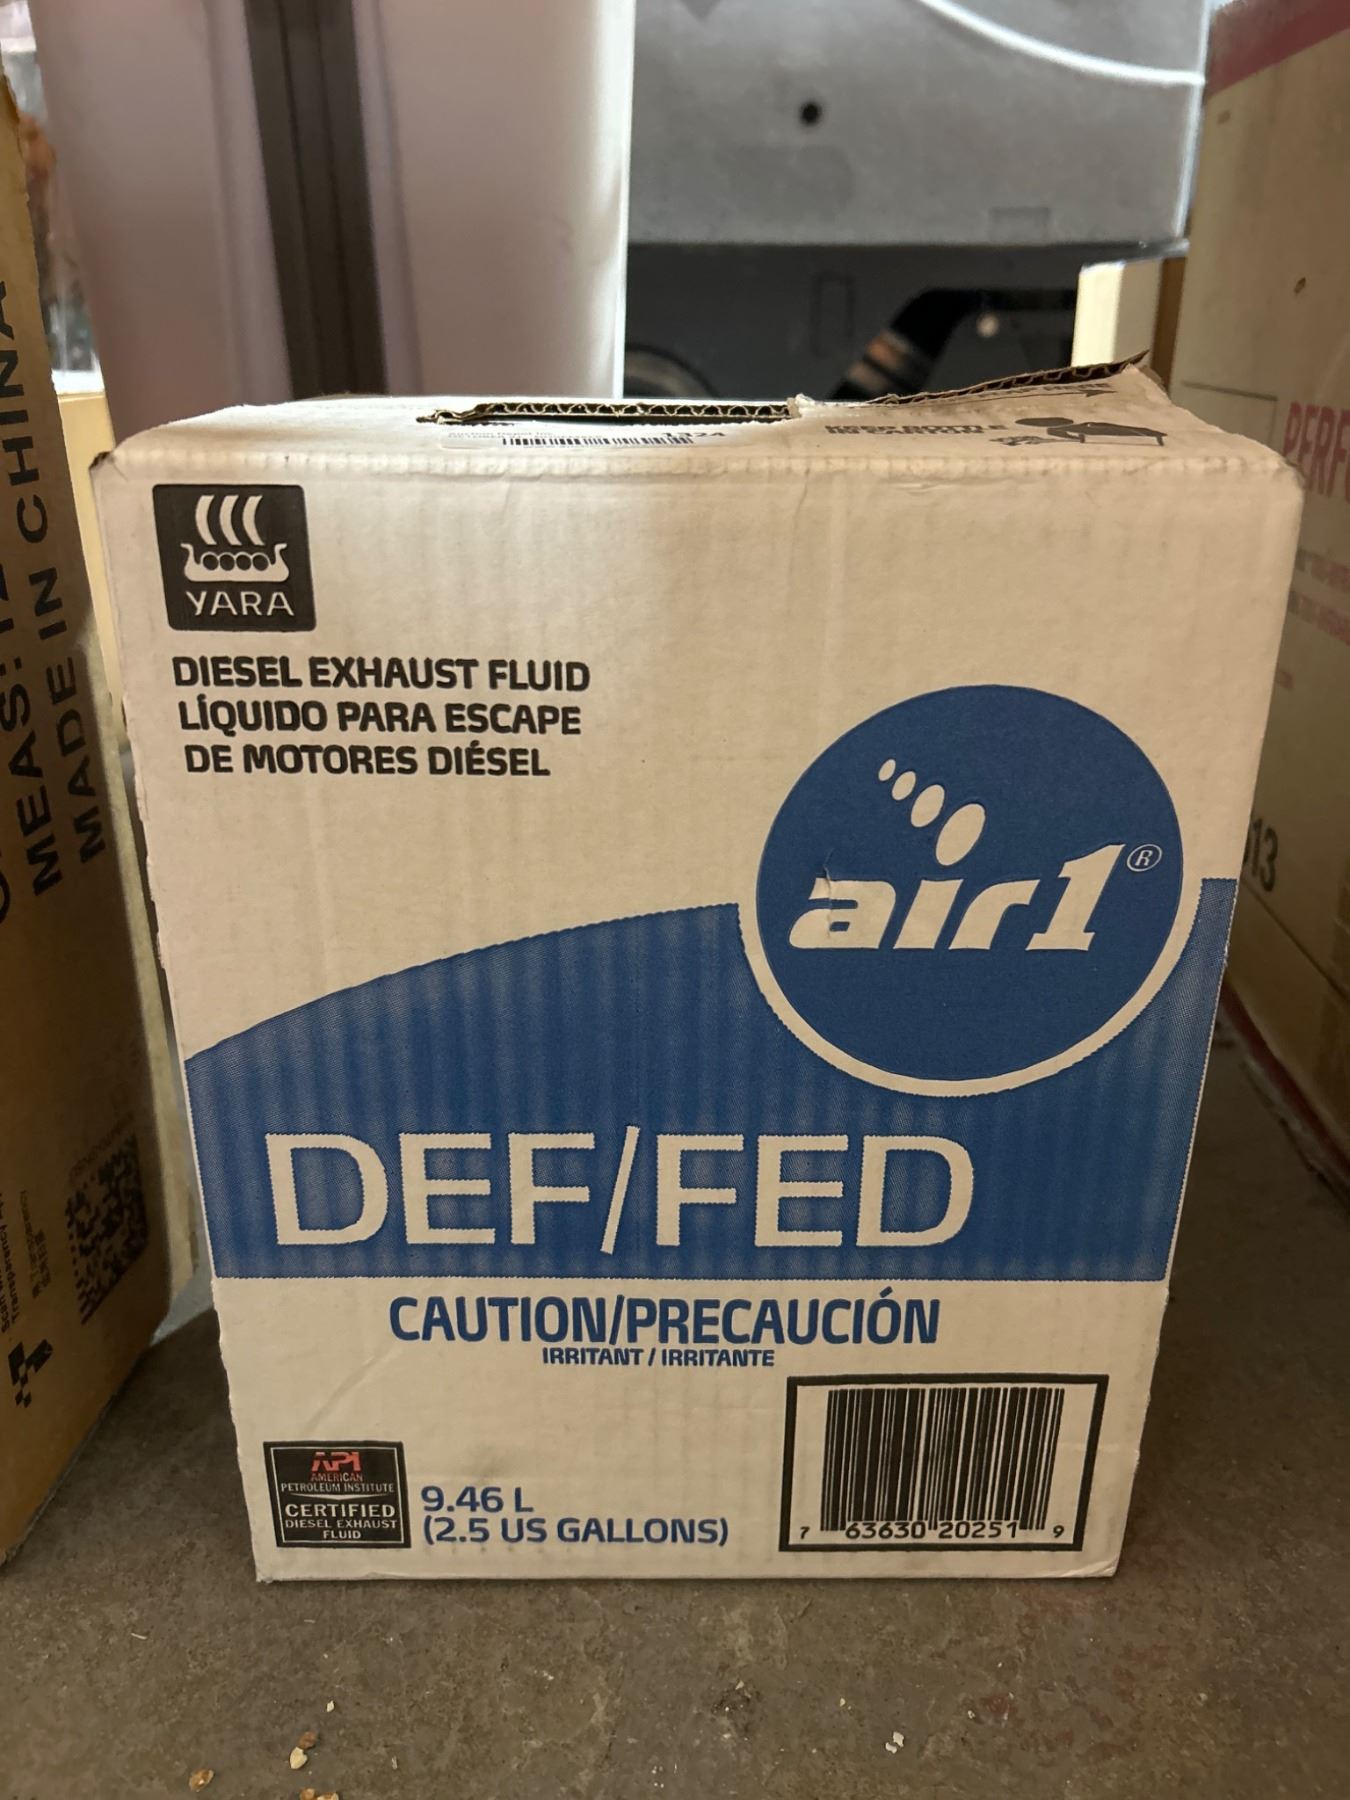 YARA
DIESEL EXHAUST FLUID
LÍQUIDO PARA ESCAPE
DE MOTORES DIÉSEL
air1®
DEF/FED
CAUTION/PRECAUCIÓN
IRRITANT / IRRITANTE
API
AMERICAN
PETROLEUM INSTITUTE
CERTIFIED
DIESEL EXHAUST
FLUID
9.46 L
(2.5 US GALLONS)
7 63630 20251 9
MEAS:
MADE IN CHINA
PERF